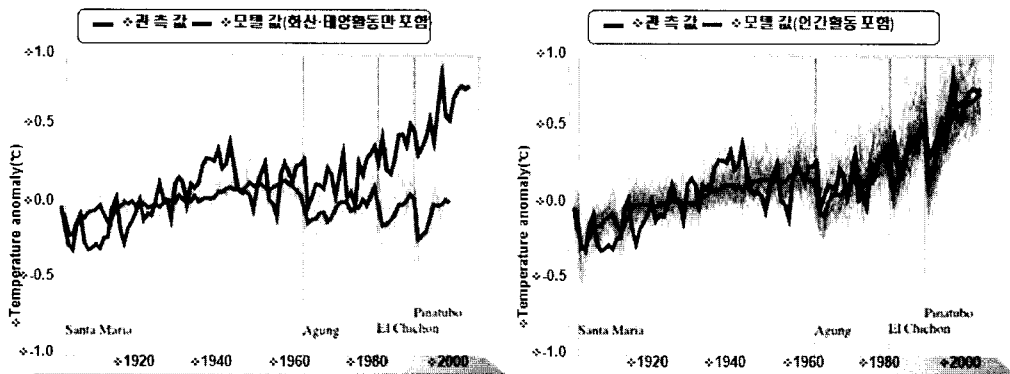 관 측 값 모델 값(화산·태양활동만 포함)
Temperature anomaly(℃)
1.0
0.5
0.0
-0.5
-1.0
Santa Maria
Agung
El Chichon
Pinatubo
1920 1940 1960 1980 2000
관 측 값 모델 값(인간활동 포함)
Temperature anomaly(℃)
1.0
0.5
0.0
-0.5
-1.0
Santa Maria
Agung
El Chichon
Pinatubo
1920 1940 1960 1980 2000